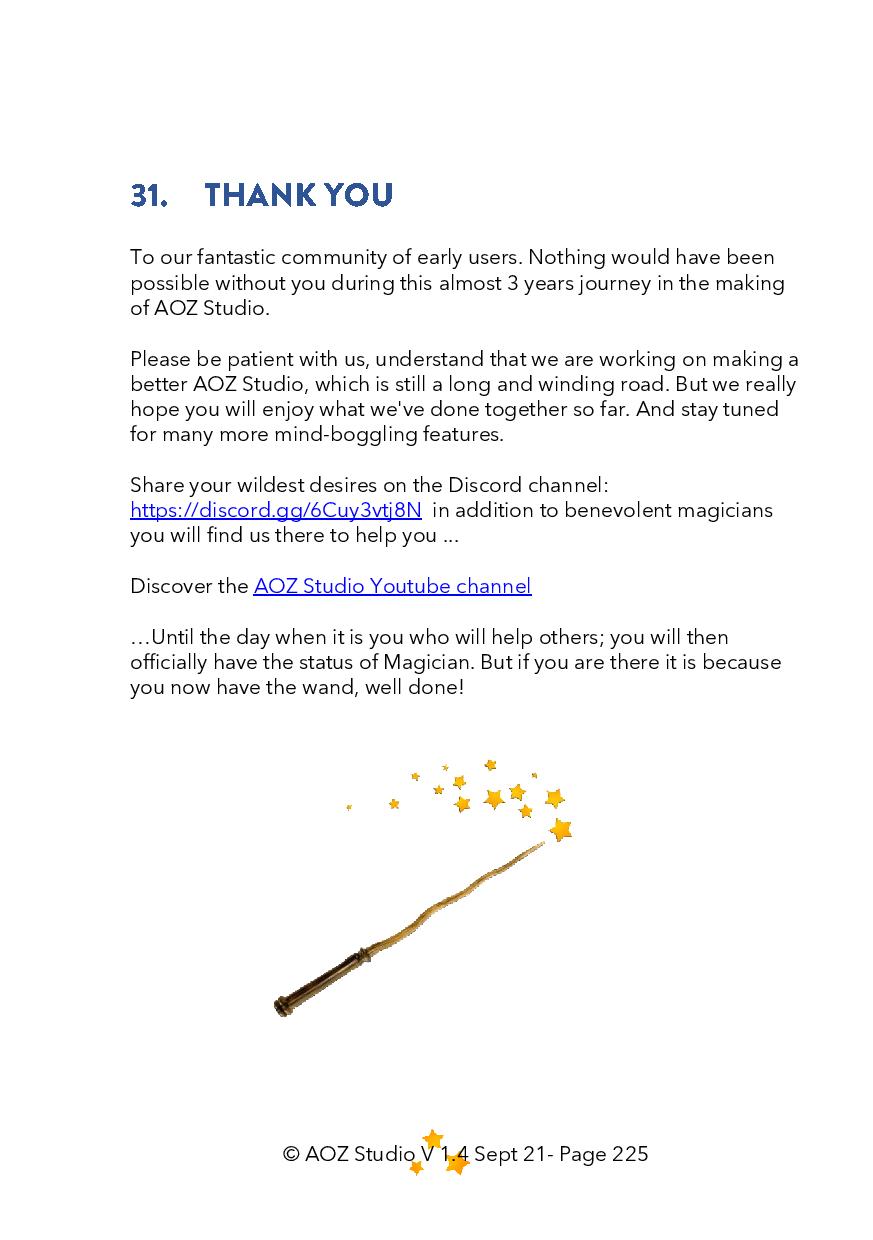 31. THANK YOU
To our fantastic community of early users. Nothing would have been
possible without you during this almost 3 years journey in the making
of AOZ Studio.
Please be patient with us, understand that we are working on making a
better AOZ Studio, which is still a long and winding road. But we really
hope you will enjoy what we've done together so far. And stay tuned
for many more mind-boggling features.
Share your wildest desires on the Discord channel:
https://discord.gg/6Cuy3vtj8N in addition to benevolent magicians
you will find us there to help you ...
Discover the AOZ Studio Youtube channel
…Until the day when it is you who will help others; you will then
officially have the status of Magician. But if you are there it is because
you now have the wand, well done!
© AOZ Studio V 1.4 Sept 21- Page 225